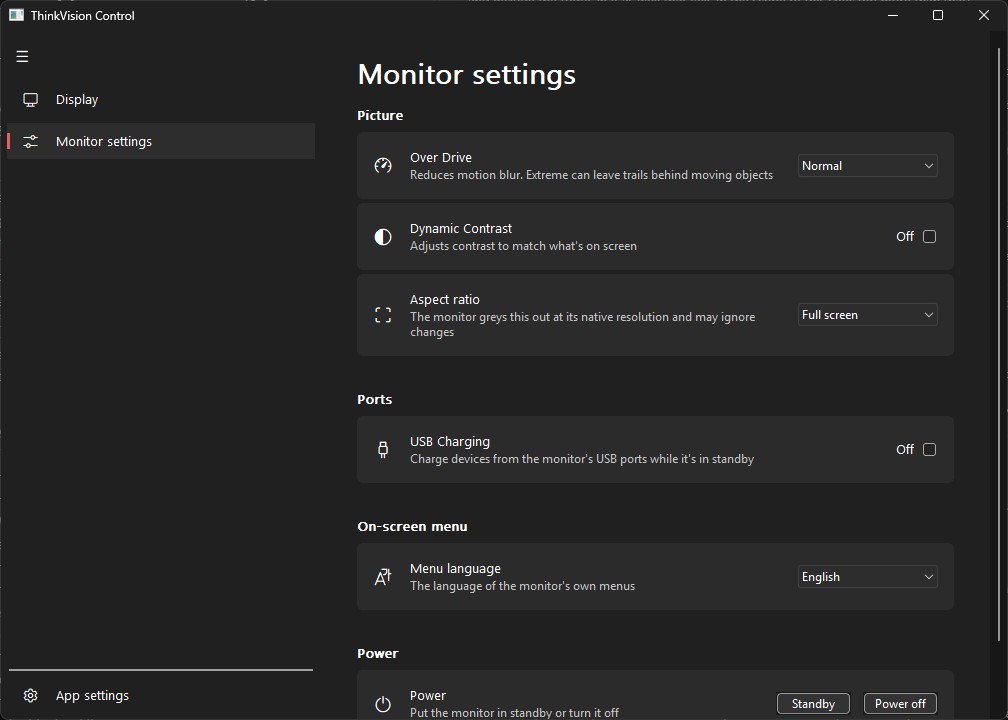 ThinkVision Control
Display
Monitor settings
Monitor settings
Picture
Over Drive
Reduces motion blur. Extreme can leave trails behind moving objects
Normal
Dynamic Contrast
Adjusts contrast to match what's on screen
Off
Aspect ratio
The monitor greys this out at its native resolution and may ignore
changes
Full screen
Ports
USB Charging
Charge devices from the monitor's USB ports while it's in standby
Off
On-screen menu
Menu language
The language of the monitor's own menus
English
Power
Power
Put the monitor in standby or turn it off
Standby
Power off
App settings